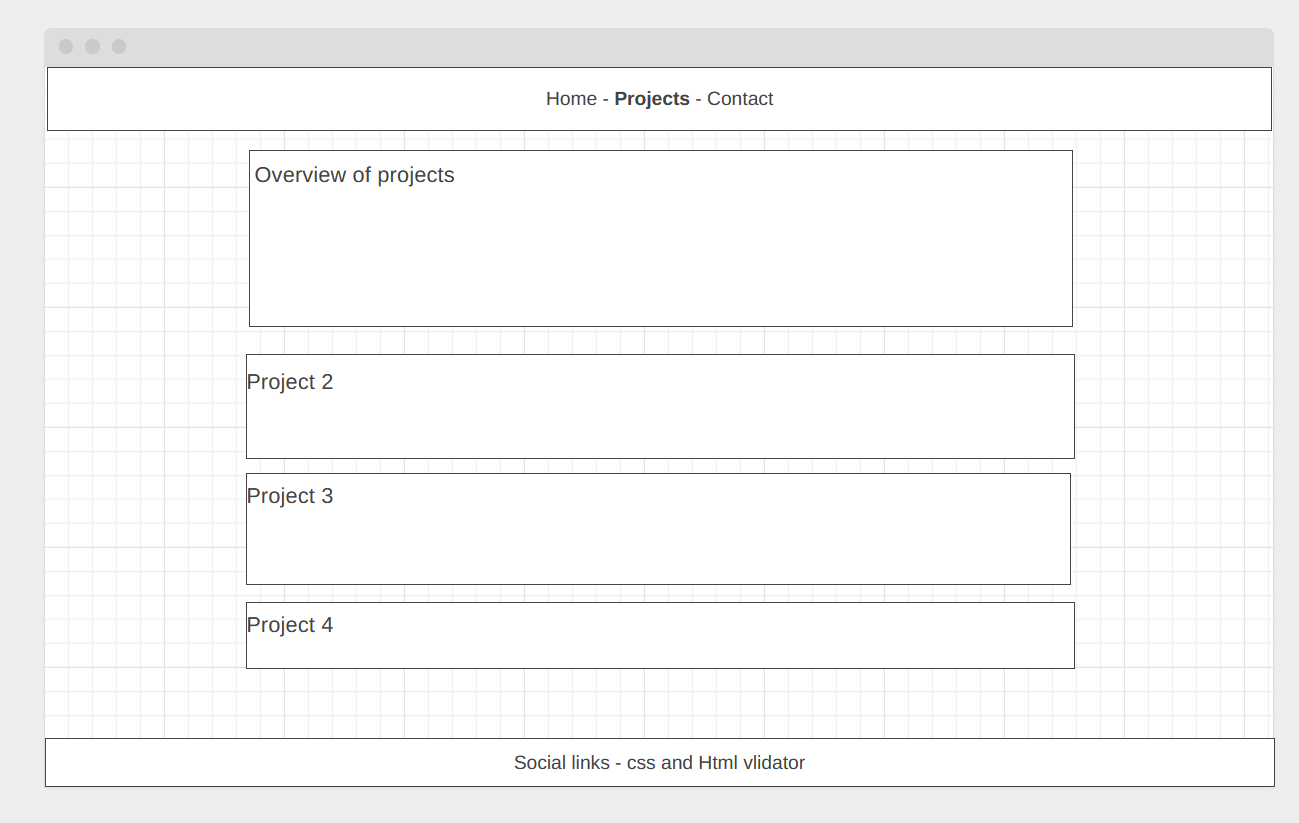 Home - Projects - Contact
Overview of projects
Project 2
Project 3
Project 4
Social links - css and Html vlidator